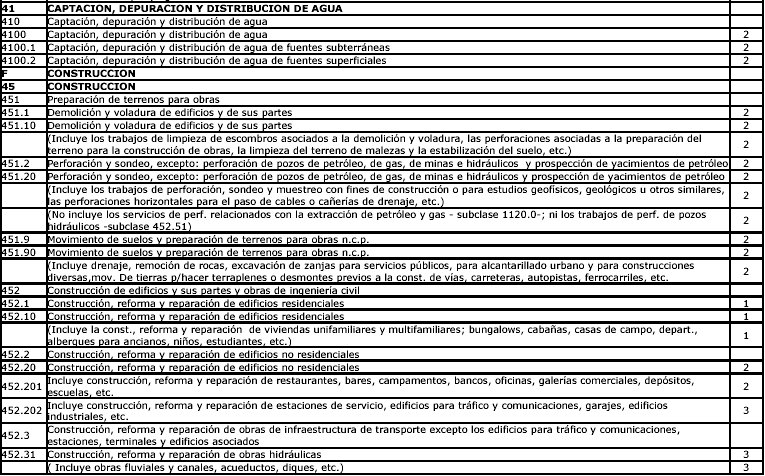 41 CAPTACION, DEPURACION Y DISTRIBUCION DE AGUA
410 Captación, depuración y distribución de agua
4100 Captación, depuración y distribución de agua 2
4100.1 Captación, depuración y distribución de agua de fuentes subterráneas 2
4100.2 Captación, depuración y distribución de agua de fuentes superficiales 2
F CONSTRUCCION
45 CONSTRUCCION
451 Preparación de terrenos para obras
451.1 Demolición y voladura de edificios y de sus partes 2
451.10 Demolición y voladura de edificios y de sus partes 2
(Incluye los trabajos de limpieza de escombros asociados a la demolición y voladura, las perforaciones asociadas a la preparación del
terreno para la construcción de obras, la limpieza del terreno de malezas y la estabilización del suelo, etc.) 2
451.2 Perforación y sondeo, excepto: perforación de pozos de petróleo, de gas, de minas e hidráulicos y prospección de yacimientos de petróleo 2
451.20 Perforación y sondeo, excepto: perforación de pozos de petróleo, de gas, de minas e hidráulicos y prospección de yacimientos de petróleo 2
(Incluye los trabajos de perforación, sondeo y muestreo con fines de construcción o para estudios geofísicos, geológicos u otros similares,
las perforaciones horizontales para el paso de cables o cañerías de drenaje, etc.) 2
(No incluye los servicios de perf. relacionados con la extracción de petróleo y gas - subclase 1120.0-; ni los trabajos de perf. de pozos
hidráulicos -subclase 452.51) 2
451.9 Movimiento de suelos y preparación de terrenos para obras n.c.p. 2
451.90 Movimiento de suelos y preparación de terrenos para obras n.c.p. 2
(Incluye drenaje, remoción de rocas, excavación de zanjas para servicios públicos, para alcantarillado urbano y para construcciones
diversas,mov. De tierras p/hacer terraplenes o desmontes previos a la const. de vías, carreteras, autopistas, ferrocarriles, etc. 2
452 Construcción de edificios y sus partes y obras de ingeniería civil
452.1 Construcción, reforma y reparación de edificios residenciales 1
452.10 Construcción, reforma y reparación de edificios residenciales 1
(Incluye la const., reforma y reparación de viviendas unifamiliares y multifamiliares; bungalows, cabañas, casas de campo, depart.,
albergues para ancianos, niños, estudiantes, etc.) 1
452.2 Construcción, reforma y reparación de edificios no residenciales
452.20 Construcción, reforma y reparación de edificios no residenciales 2
452.201 Incluye construcción, reforma y reparación de restaurantes, bares, campamentos, bancos, oficinas, galerías comerciales, depósitos,
escuelas, etc. 2
452.202 Incluye construcción, reforma y reparación de estaciones de servicio, edificios para tráfico y comunicaciones, garajes, edificios
industriales, etc. 3
452.3 Construcción, reforma y reparación de obras de infraestructura de transporte excepto los edificios para tráfico y comunicaciones,
estaciones, terminales y edificios asociados
452.31 Construcción, reforma y reparación de obras hidráulicas 3
( Incluye obras fluviales y canales, acueductos, diques, etc.) 3